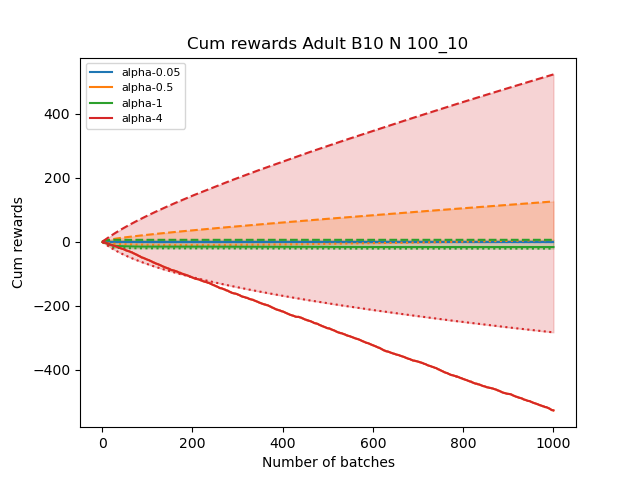 Cum rewards Adult B10 N 100_10
alpha-0.05
alpha-0.5
alpha-1
alpha-4
400
200
0
−200
−400
Cum rewards
0 200 400 600 800 1000
Number of batches